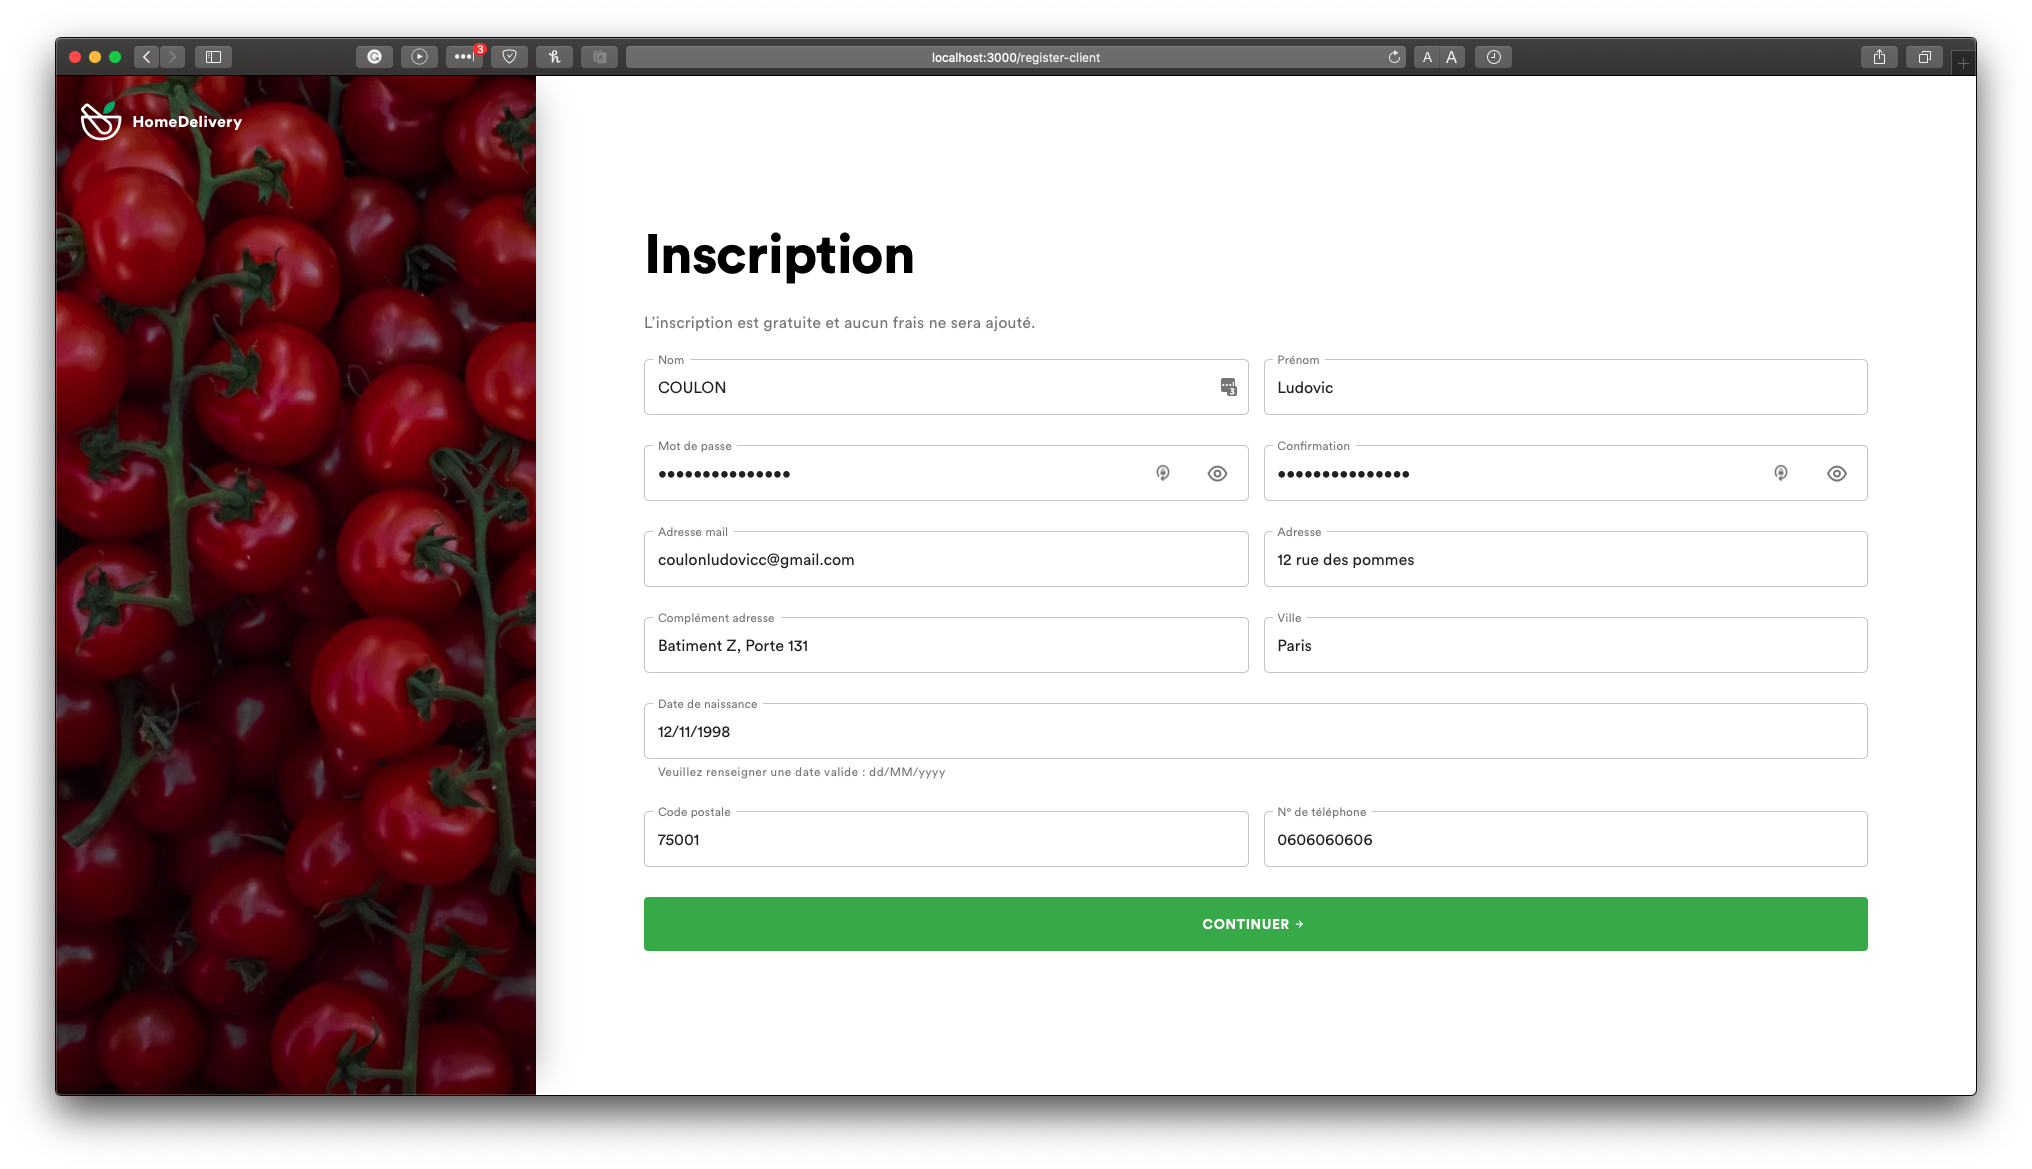 3
localhost:3000/register-client
A A
HomeDelivery
Inscription
L'inscription est gratuite et aucun frais ne sera ajouté.
Nom
COULON
Prénom
Ludovic
Mot de passe
•••••••••••••••
Confirmation
•••••••••••••••
Adresse mail
coulonludovicc@gmail.com
Adresse
12 rue des pommes
Complément adresse
Batiment Z, Porte 131
Ville
Paris
Date de naissance
12/11/1998
Veuillez renseigner une date valide : dd/MM/yyyy
Code postale
75001
N° de téléphone
0606060606
CONTINUER →